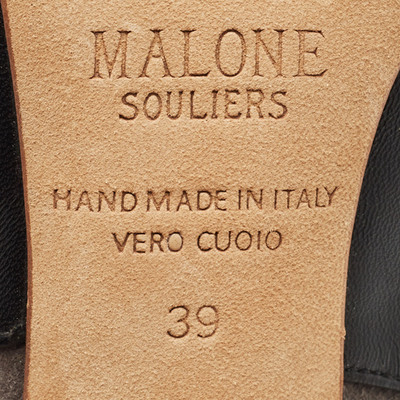 MALONE
SOULIERS
HAND MADE IN ITALY
VERO CUOIO
39